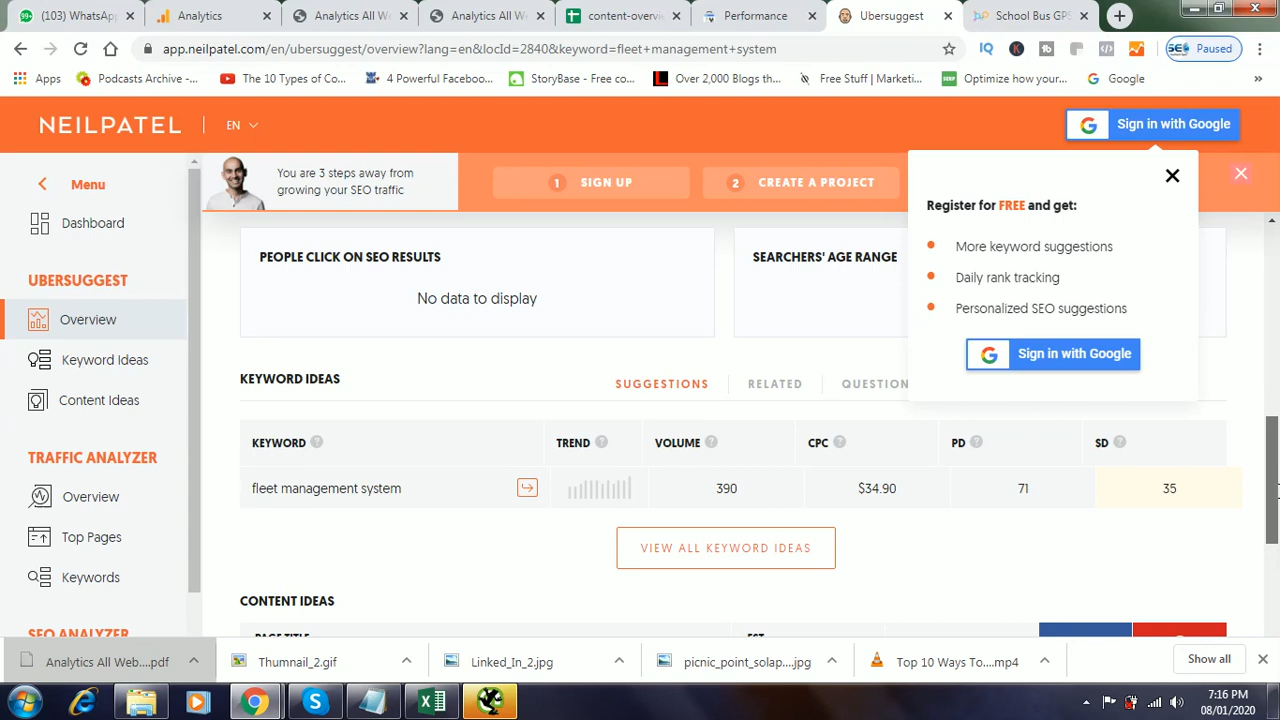 (103) WhatsApp
Analytics
Analytics All We
Analytics All We
content-overvi
Performance
Ubersuggest
School Bus GPS
app.neilpatel.com/en/ubersuggest/overview?lang=en&locId=2840&keyword=fleet+management+system
Paused
Apps
Podcasts Archive -...
The 10 Types of Co...
4 Powerful Faceboo...
StoryBase - Free co...
Over 2,000 Blogs th...
Free Stuff | Marketi...
Optimize how your...
Google
NEILPATEL
EN
Sign in with Google
Menu
You are 3 steps away from
growing your SEO traffic
1 SIGN UP
2 CREATE A PROJECT
Register for FREE and get:
More keyword suggestions
Daily rank tracking
Personalized SEO suggestions
Sign in with Google
Dashboard
UBERSUGGEST
Overview
Keyword Ideas
Content Ideas
TRAFFIC ANALYZER
Overview
Top Pages
Keywords
SEO ANALYZER
PEOPLE CLICK ON SEO RESULTS
No data to display
SEARCHERS' AGE RANGE
KEYWORD IDEAS
SUGGESTIONS
RELATED
QUESTION
KEYWORD TREND VOLUME CPC PD SD
fleet management system 390 $34.90 71 35
VIEW ALL KEYWORD IDEAS
CONTENT IDEAS
PAGE TITLE
EST.
Analytics All Web....pdf
Thumnail_2.gif
Linked_In_2.jpg
picnic_point_solap....jpg
Top 10 Ways To....mp4
Show all
7:16 PM
08/01/2020